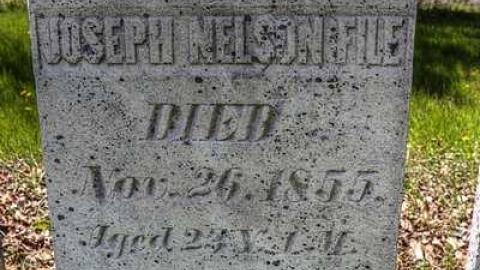 JOSEPH NELSON FILE
DIED
Nov. 26. 1855.
Aged 23 Y. 1 M.